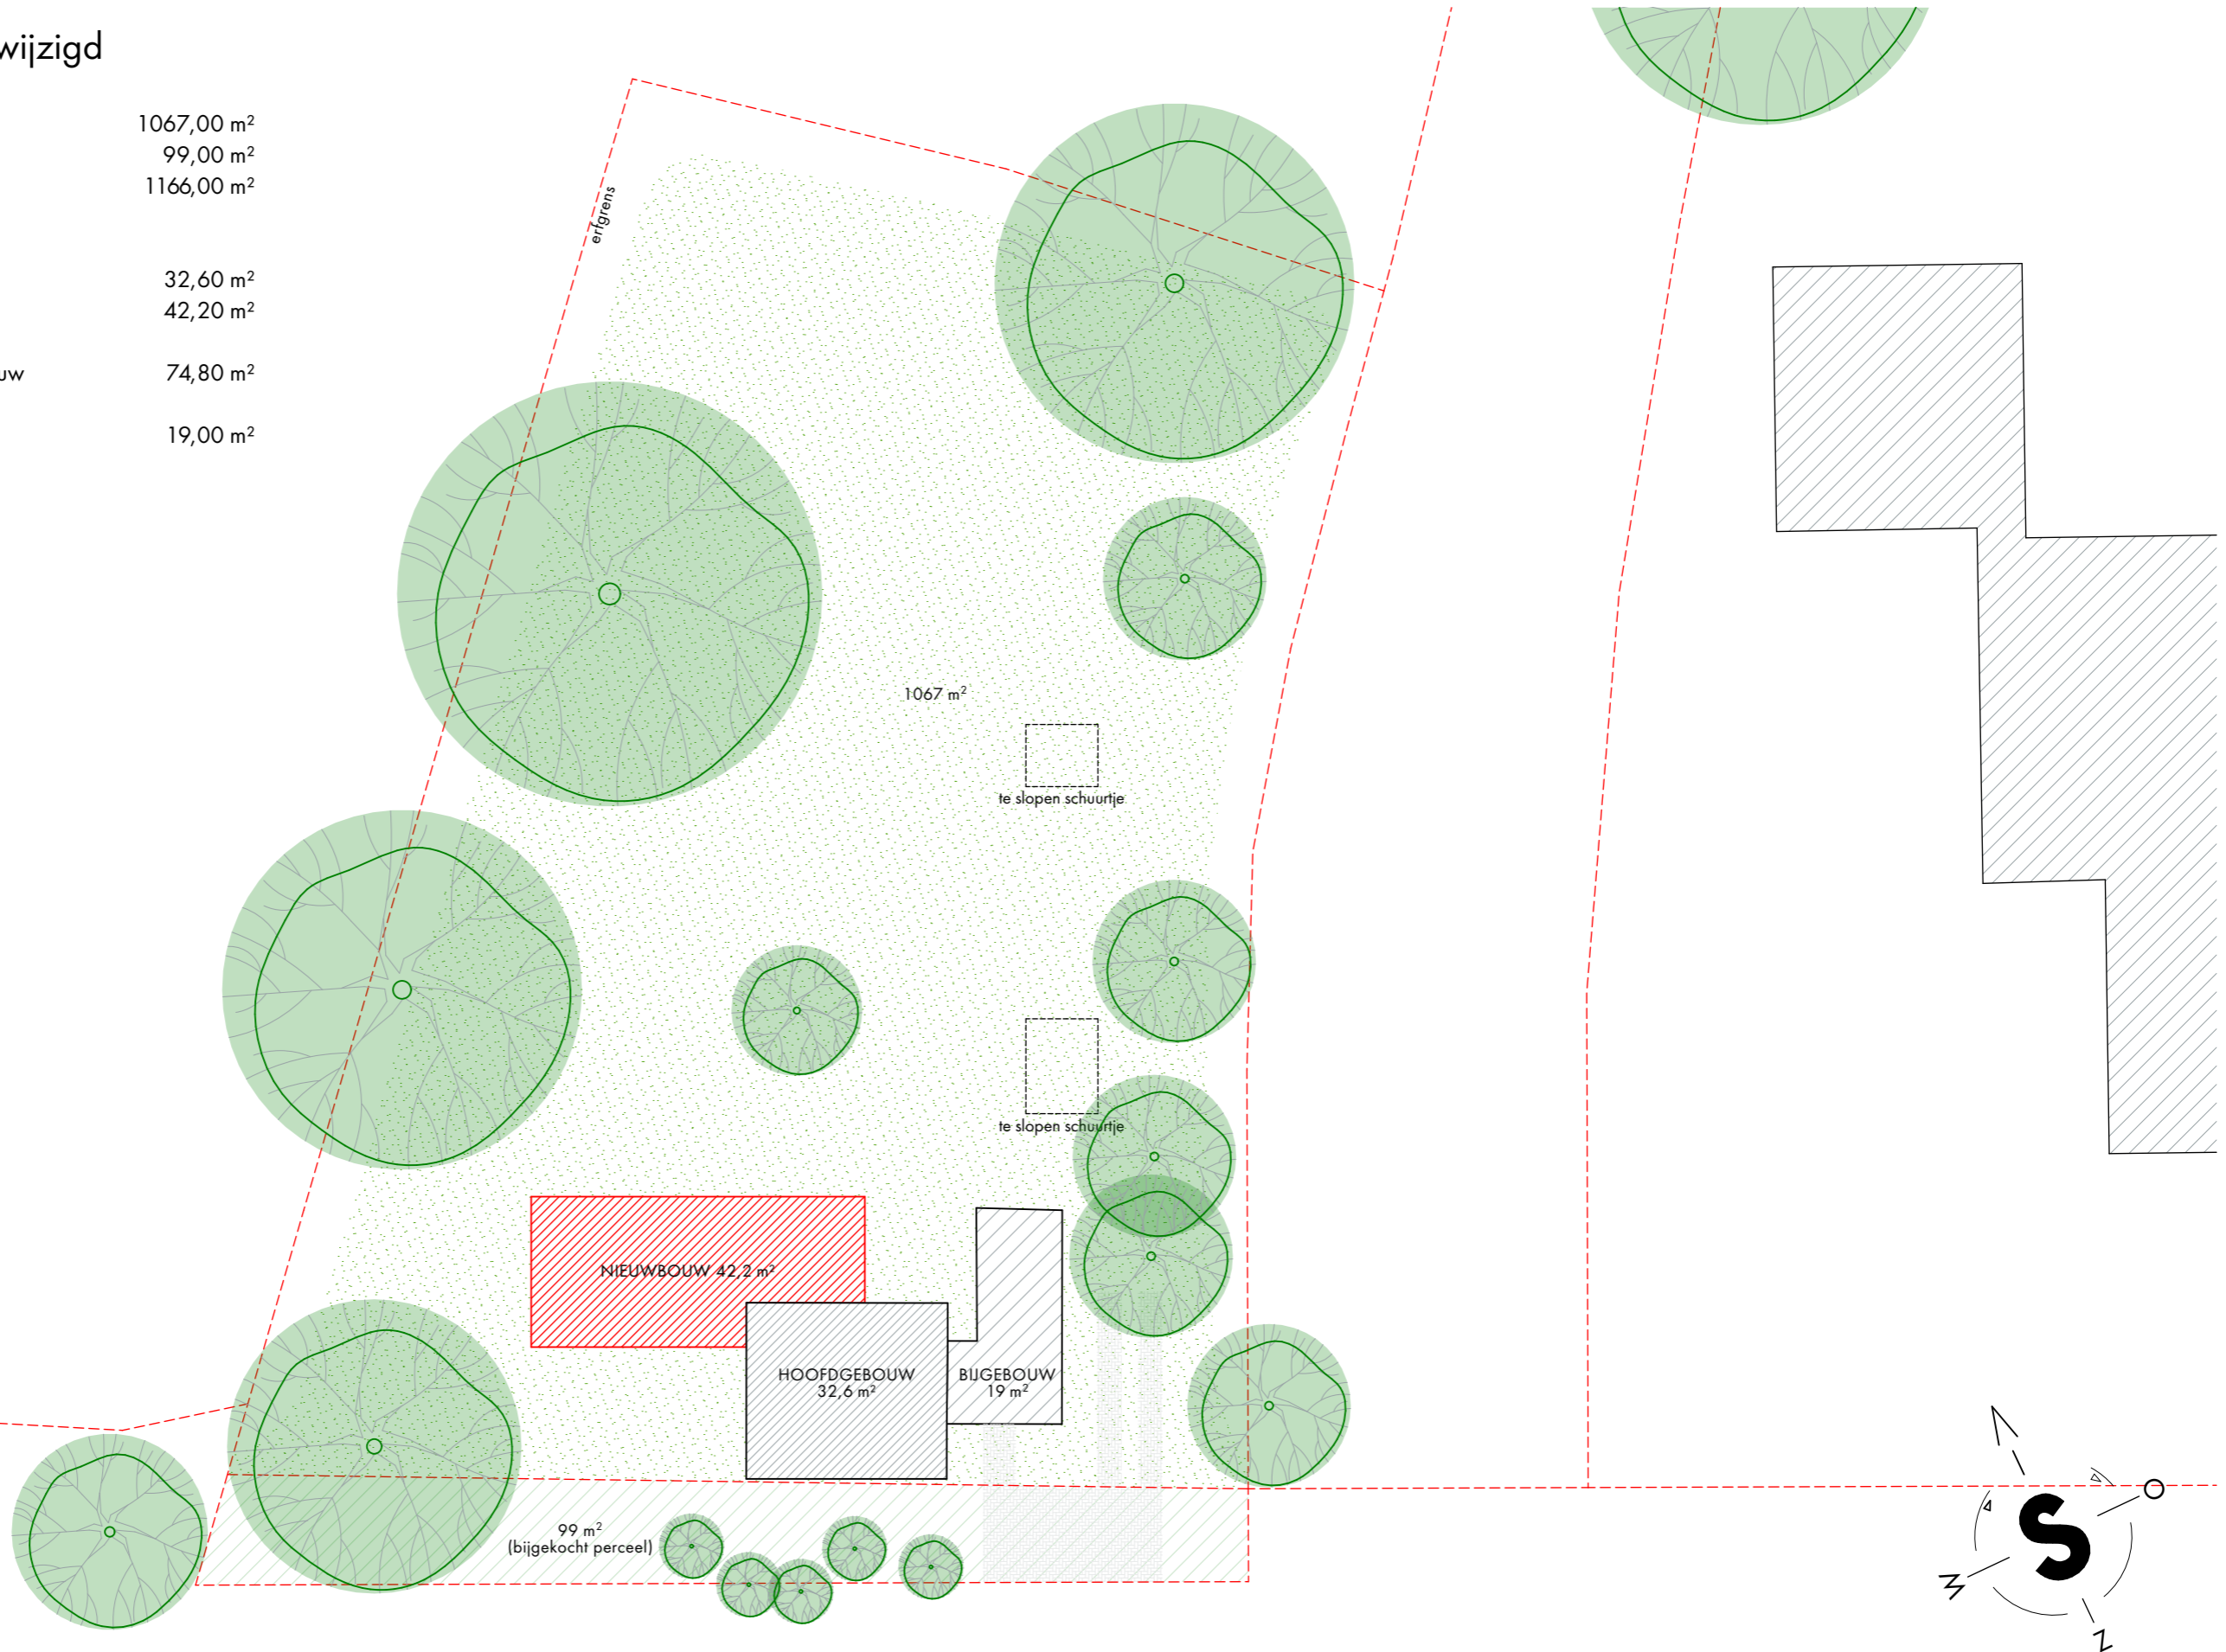 wijzigd
1067,00 m²
99,00 m²
1166,00 m²
32,60 m²
42,20 m²
uw 74,80 m²
19,00 m²
erfgrens
1067 m²
te slopen schuurtje
te slopen schuurtje
NIEUWBOUW 42,2 m²
HOOFDGEBOUW
32,6 m²
BIJGEBOUW
19 m²
99 m²
(bijgekocht perceel)
O
S
W
Z